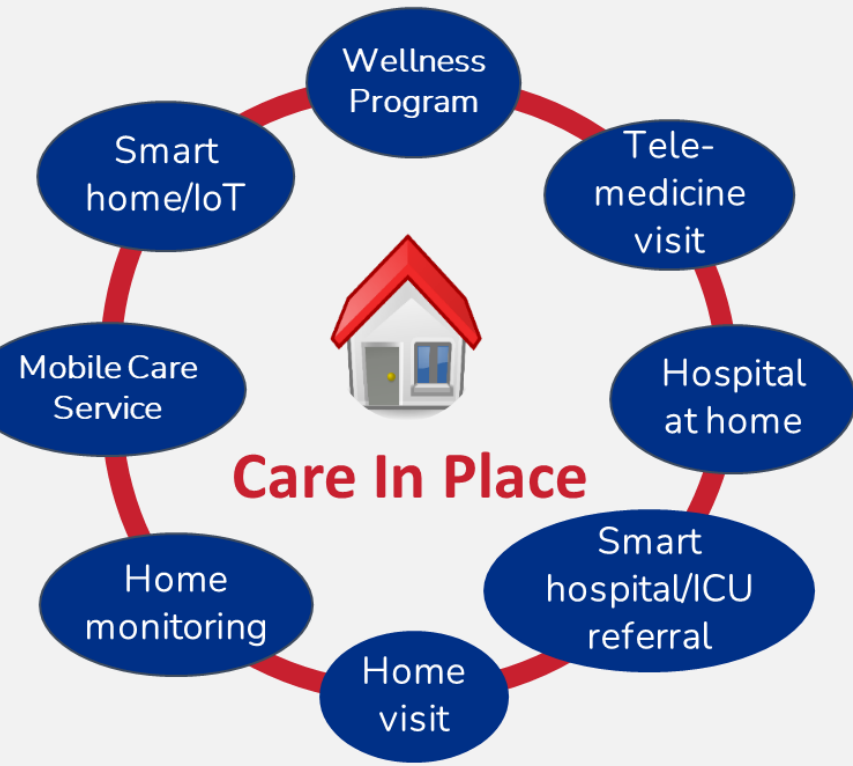 Wellness
Program
Tele-
medicine
visit
Hospital
at home
Smart
hospital/ICU
referral
Home
visit
Home
monitoring
Mobile Care
Service
Smart
home/IoT
Care In Place